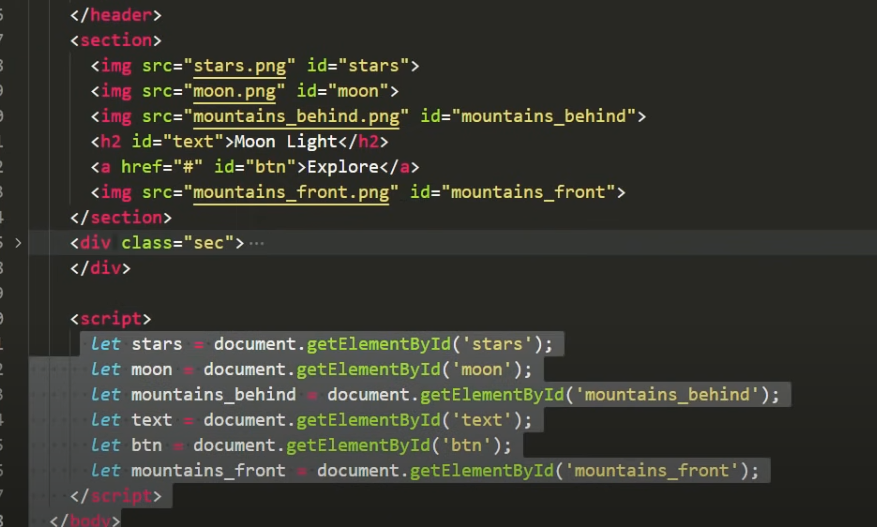 </header>
<section>
<img src="stars.png" id="stars">
<img src="moon.png" id="moon">
<img src="mountains_behind.png" id="mountains_behind">
<h2 id="text">Moon Light</h2>
<a href="#" id="btn">Explore</a>
<img src="mountains_front.png" id="mountains_front">
</section>
<div class="sec"> ···
</div>
<script>
let stars = document.getElementById('stars');
let moon = document.getElementById('moon');
let mountains_behind = document.getElementById('mountains_behind');
let text = document.getElementById('text');
let btn = document.getElementById('btn');
let mountains_front = document.getElementById('mountains_front');
</script>
</body>